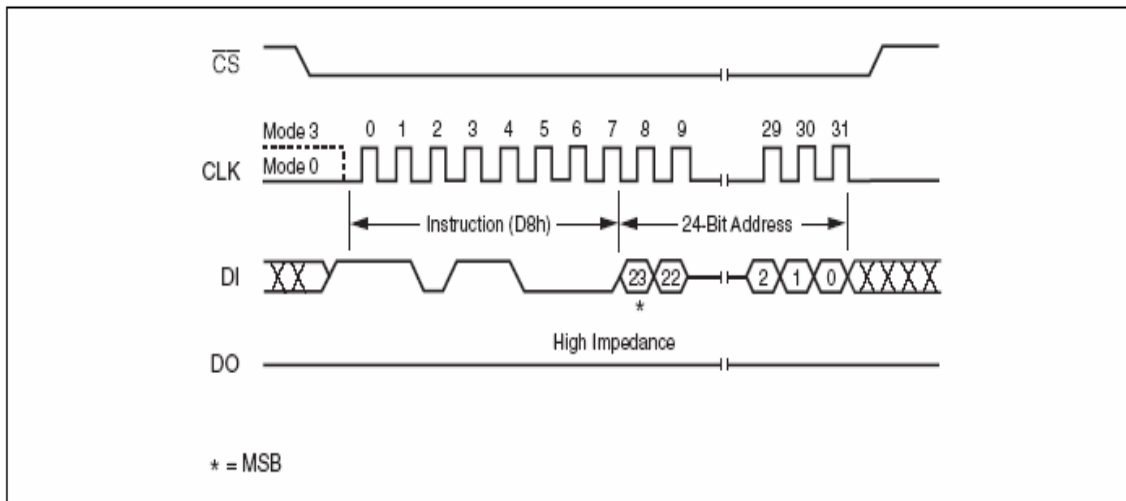 CS
Mode 3
0 1 2 3 4 5 6 7 8 9 29 30 31
CLK
Mode 0
Instruction (D8h)
24-Bit Address
DI
23 22 2 1 0
*
High Impedance
DO
* = MSB